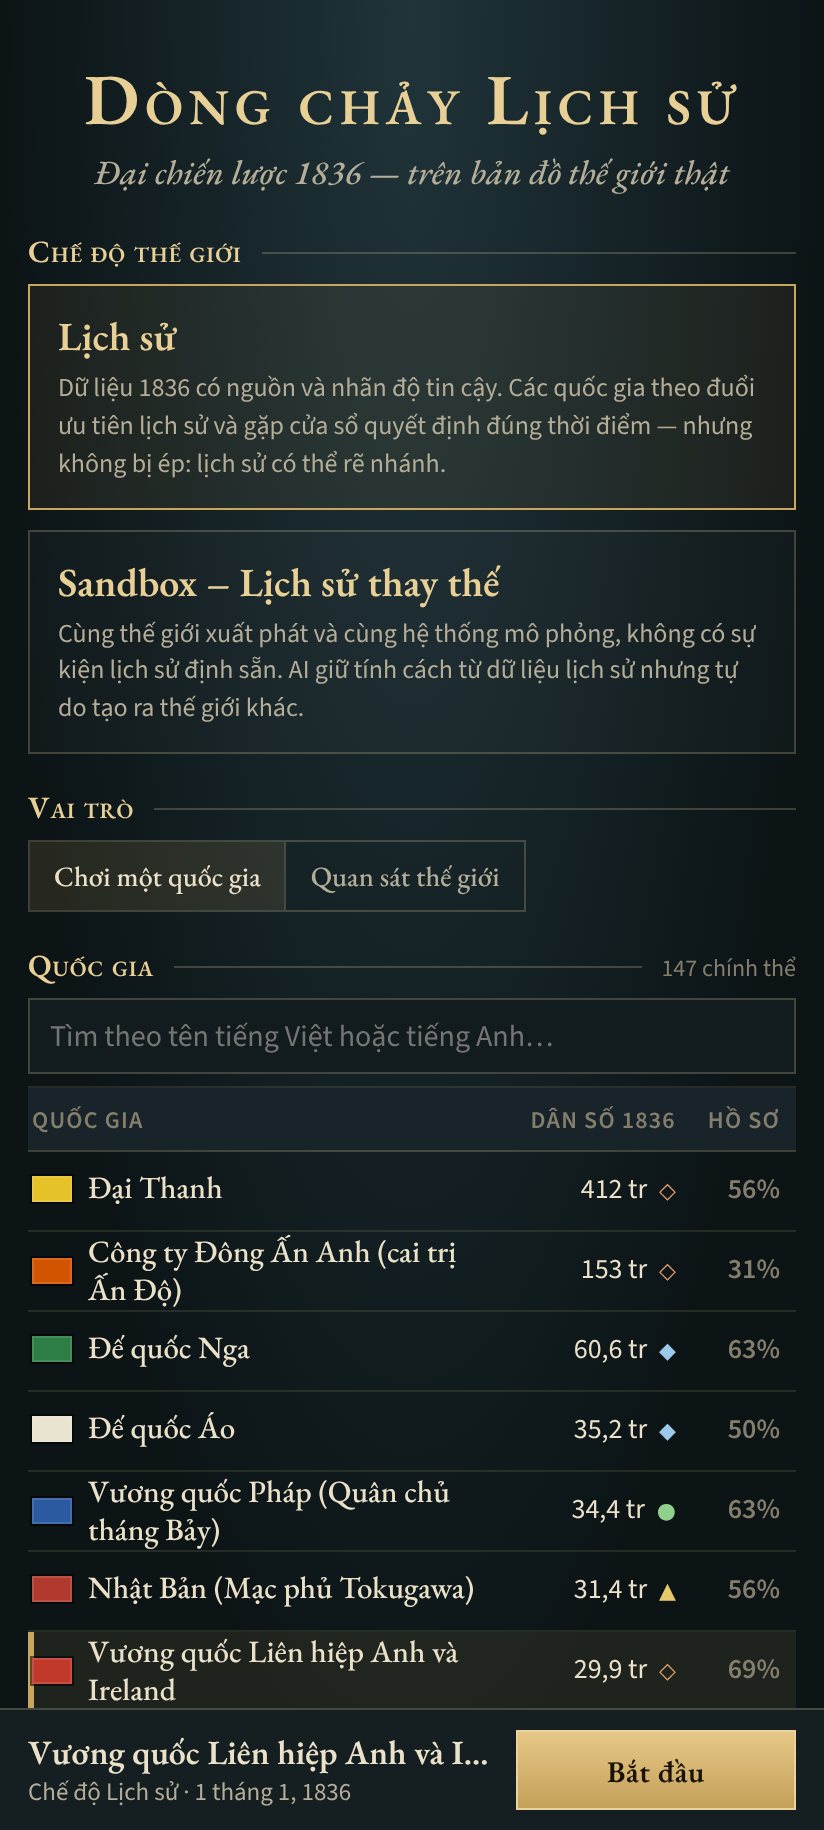 Dòng chảy Lịch sử
Đại chiến lược 1836 — trên bản đồ thế giới thật
Chế độ thế giới
Lịch sử
Dữ liệu 1836 có nguồn và nhãn độ tin cậy. Các quốc gia theo đuổi
ưu tiên lịch sử và gặp cửa sổ quyết định đúng thời điểm — nhưng
không bị ép: lịch sử có thể rẽ nhánh.
Sandbox – Lịch sử thay thế
Cùng thế giới xuất phát và cùng hệ thống mô phỏng, không có sự
kiện lịch sử định sẵn. AI giữ tính cách từ dữ liệu lịch sử nhưng tự
do tạo ra thế giới khác.
Vai trò
Chơi một quốc gia Quan sát thế giới
Quốc gia 147 chính thể
Tìm theo tên tiếng Việt hoặc tiếng Anh…
QUỐC GIA DÂN SỐ 1836 HỒ SƠ
Đại Thanh 412 tr ◇ 56%
Công ty Đông Ấn Anh (cai trị
Ấn Độ) 153 tr ◇ 31%
Đế quốc Nga 60,6 tr ◆ 63%
Đế quốc Áo 35,2 tr ◆ 50%
Vương quốc Pháp (Quân chủ
tháng Bảy) 34,4 tr ● 63%
Nhật Bản (Mạc phủ Tokugawa) 31,4 tr ▲ 56%
Vương quốc Liên hiệp Anh và
Ireland 29,9 tr ◇ 69%
Vương quốc Liên hiệp Anh và I…
Chế độ Lịch sử · 1 tháng 1, 1836
Bắt đầu